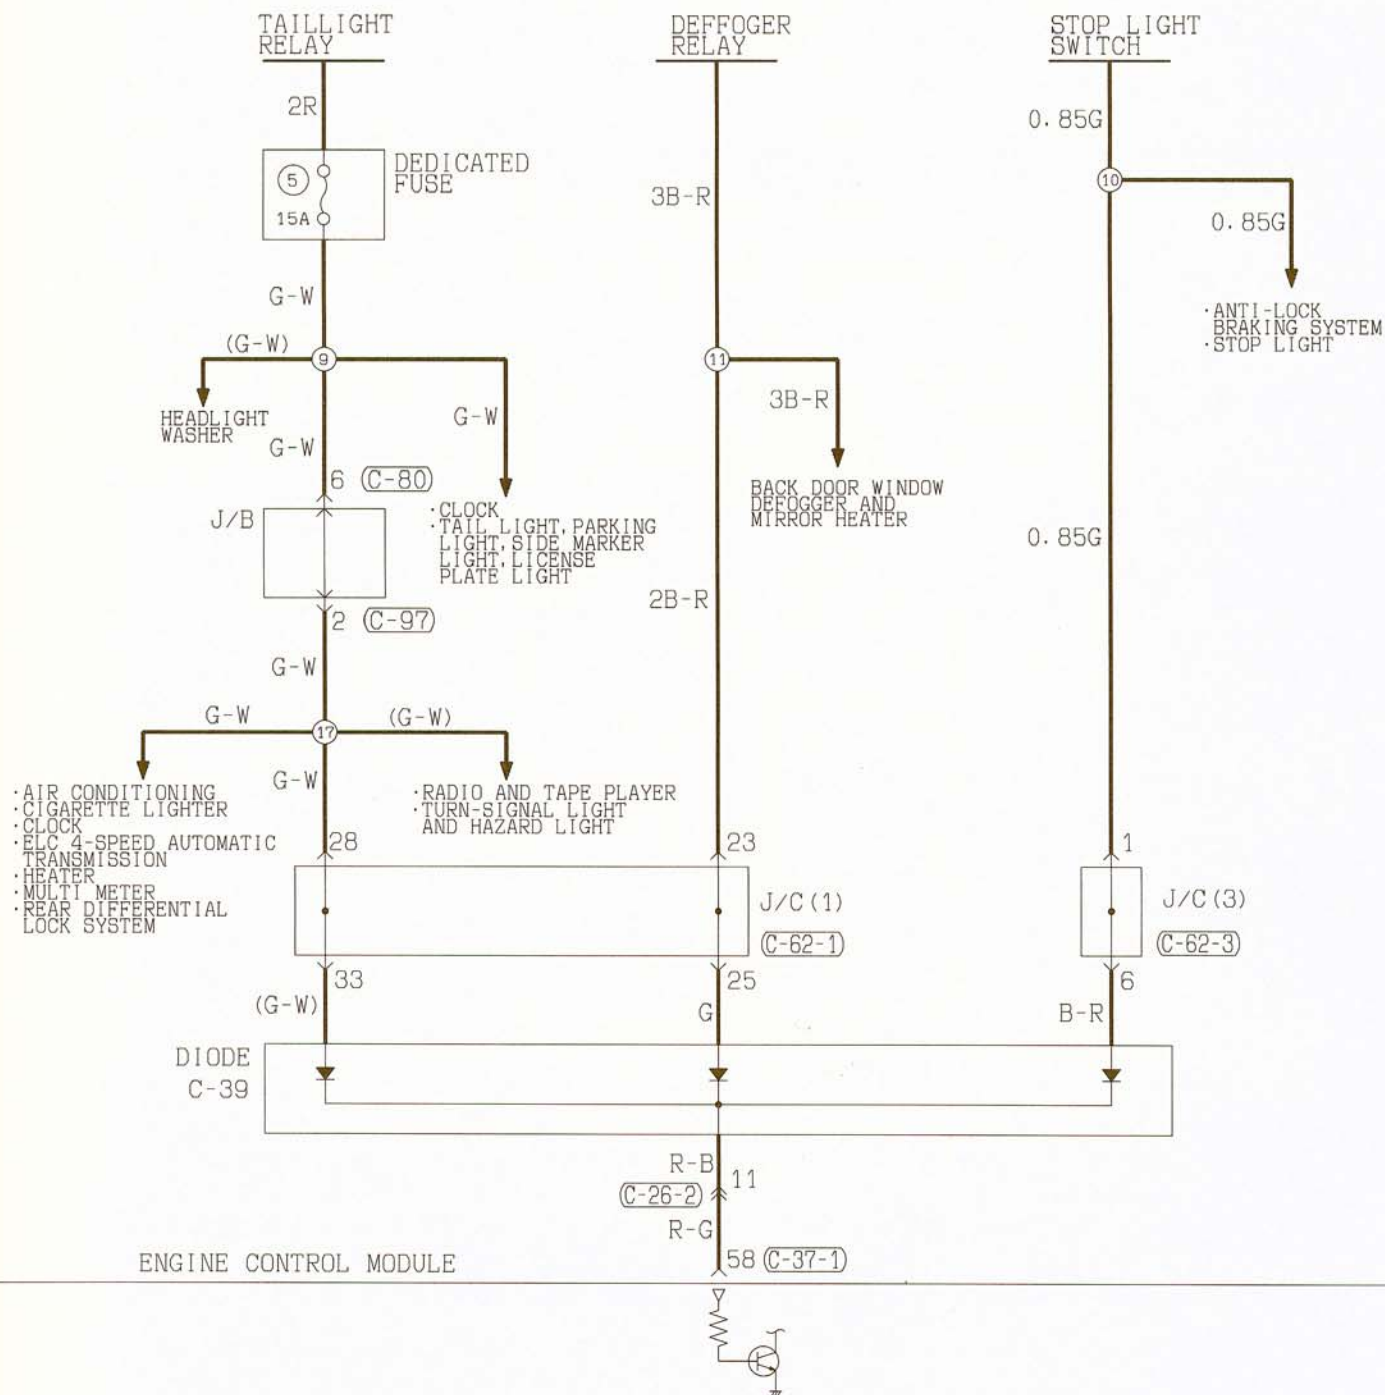 TAILLIGHT
RELAY
DEFFOGER
RELAY
STOP LIGHT
SWITCH
2R
0.85G
5
15A
DEDICATED
FUSE
3B-R
10
0.85G
G-W
·ANTI-LOCK
BRAKING SYSTEM
·STOP LIGHT
(G-W)
9
11
HEADLIGHT
WASHER
G-W
G-W
3B-R
6
(C-80)
J/B
·CLOCK
·TAIL LIGHT, PARKING
LIGHT, SIDE MARKER
LIGHT, LICENSE
PLATE LIGHT
BACK DOOR WINDOW
DEFOGGER AND
MIRROR HEATER
0.85G
2B-R
2
(C-97)
G-W
G-W
(G-W)
17
G-W
·AIR CONDITIONING
·CIGARETTE LIGHTER
·CLOCK
·ELC 4-SPEED AUTOMATIC
TRANSMISSION
·HEATER
·MULTI METER
·REAR DIFFERENTIAL
LOCK SYSTEM
·RADIO AND TAPE PLAYER
·TURN-SIGNAL LIGHT
AND HAZARD LIGHT
28
23
1
J/C(1)
(C-62-1)
J/C(3)
(C-62-3)
33
25
6
(G-W)
G
B-R
DIODE
C-39
R-B
11
(C-26-2)
R-G
58 (C-37-1)
ENGINE CONTROL MODULE